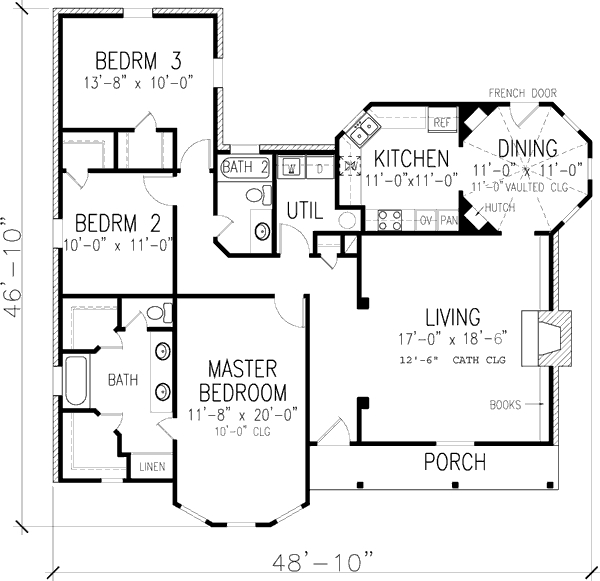 BEDRM 3
13'-8" x 10'-0"
FRENCH DOOR
REF
DINING
11'-0" x 11'-0"
11'-0" VAULTED CLG
KITCHEN
11'-0"x11'-0"
BATH 2
W
D
UTIL
HUTCH
OV
PAN
BEDRM 2
10'-0" x 11'-0"
46'-10"
LIVING
17'-0" x 18'-6"
12'-6" CATH CLG
BATH
MASTER
BEDROOM
11'-8" x 20'-0"
10'-0" CLG
BOOKS
LINEN
PORCH
48'-10"